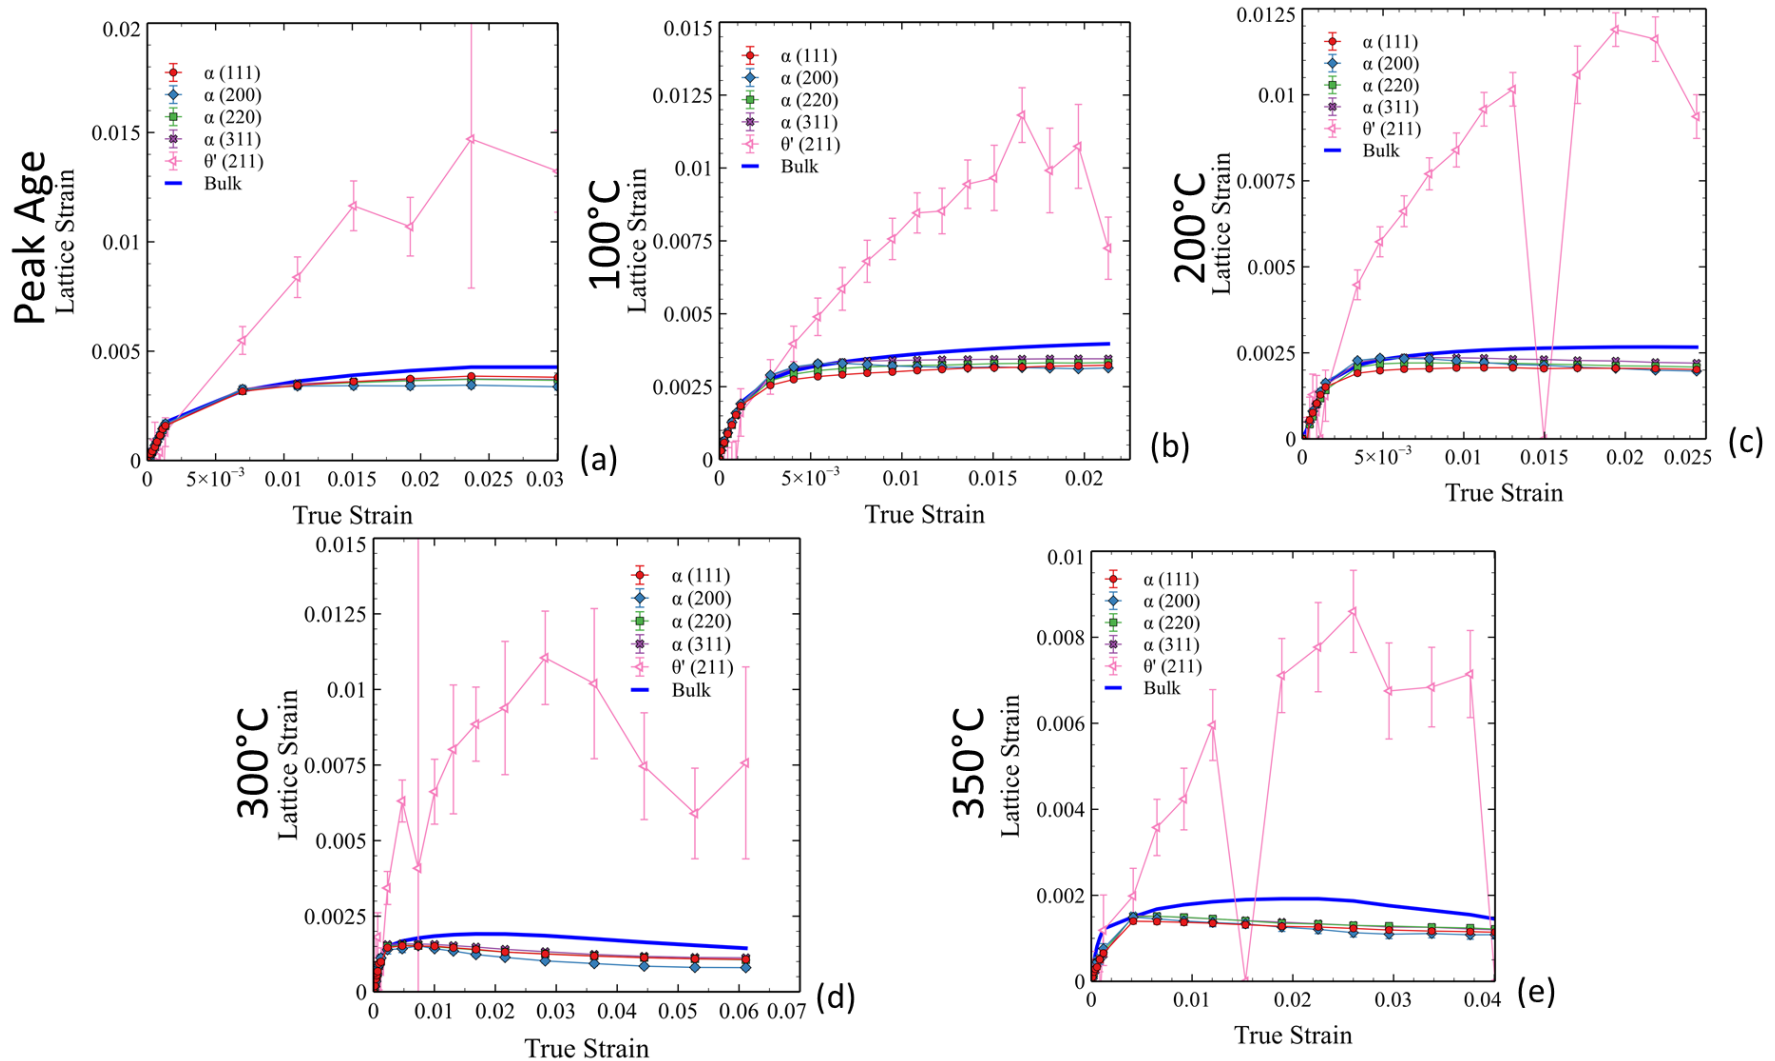 Peak Age
Lattice Strain
0.02
0.015
0.01
0.005
0
α (111)
α (200)
α (220)
α (311)
θ' (211)
Bulk
0 5×10⁻³ 0.01 0.015 0.02 0.025 0.03
True Strain
(a)
100°C
Lattice Strain
0.015
0.0125
0.01
0.0075
0.005
0.0025
0
α (111)
α (200)
α (220)
α (311)
θ' (211)
Bulk
0 5×10⁻³ 0.01 0.015 0.02
True Strain
(b)
200°C
Lattice Strain
0.0125
0.01
0.0075
0.005
0.0025
0
α (111)
α (200)
α (220)
α (311)
θ' (211)
Bulk
0 5×10⁻³ 0.01 0.015 0.02 0.025
True Strain
(c)
300°C
Lattice Strain
0.015
0.0125
0.01
0.0075
0.005
0.0025
0
α (111)
α (200)
α (220)
α (311)
θ' (211)
Bulk
0 0.01 0.02 0.03 0.04 0.05 0.06 0.07
True Strain
(d)
350°C
Lattice Strain
0.01
0.008
0.006
0.004
0.002
0
α (111)
α (200)
α (220)
α (311)
θ' (211)
Bulk
0 0.01 0.02 0.03 0.04
True Strain
(e)